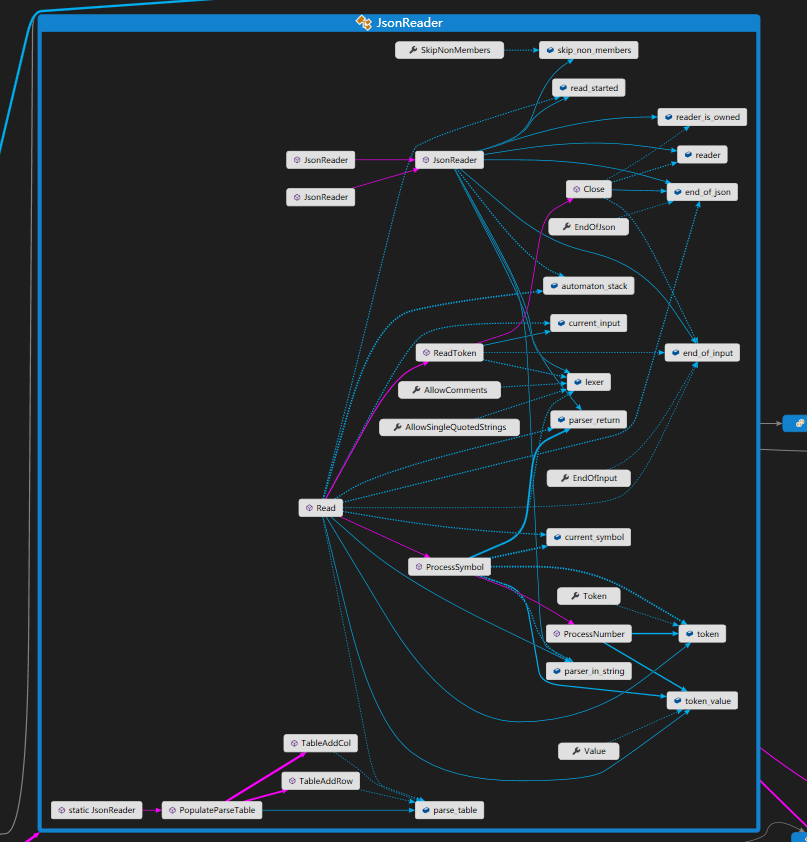 JsonReader
SkipNonMembers
skip_non_members
read_started
reader_is_owned
JsonReader
JsonReader
reader
JsonReader
Close
end_of_json
EndOfJson
automaton_stack
current_input
ReadToken
end_of_input
AllowComments
lexer
AllowSingleQuotedStrings
parser_return
EndOfInput
Read
current_symbol
ProcessSymbol
Token
ProcessNumber
token
parser_in_string
token_value
TableAddCol
Value
TableAddRow
static JsonReader
PopulateParseTable
parse_table